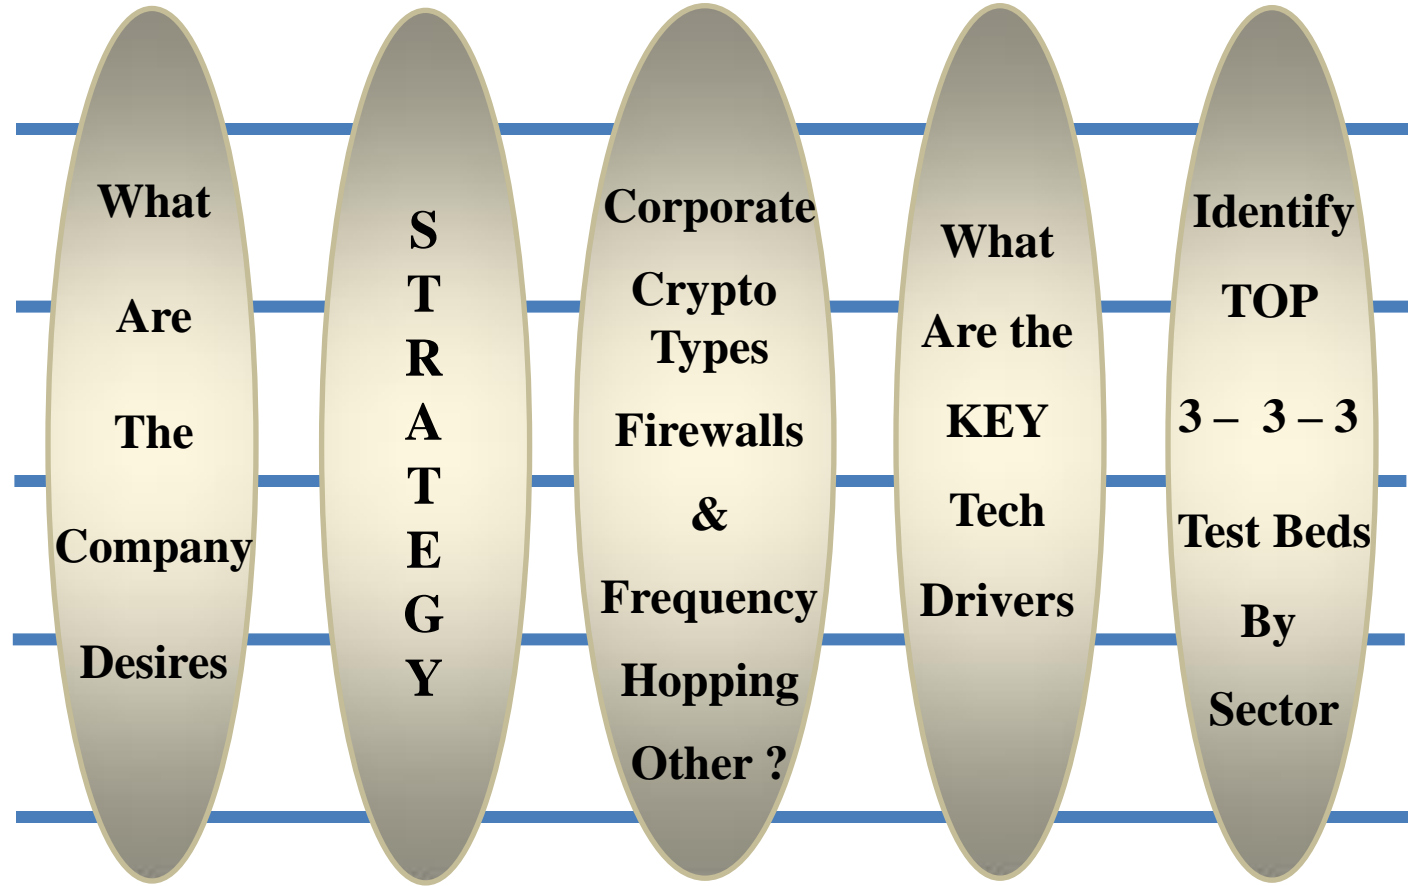 What
Are
The
Company
Desires
S
T
R
A
T
E
G
Y
Corporate
Crypto
Types
Firewalls
&
Frequency
Hopping
Other ?
What
Are the
KEY
Tech
Drivers
Identify
TOP
3 – 3 – 3
Test Beds
By
Sector